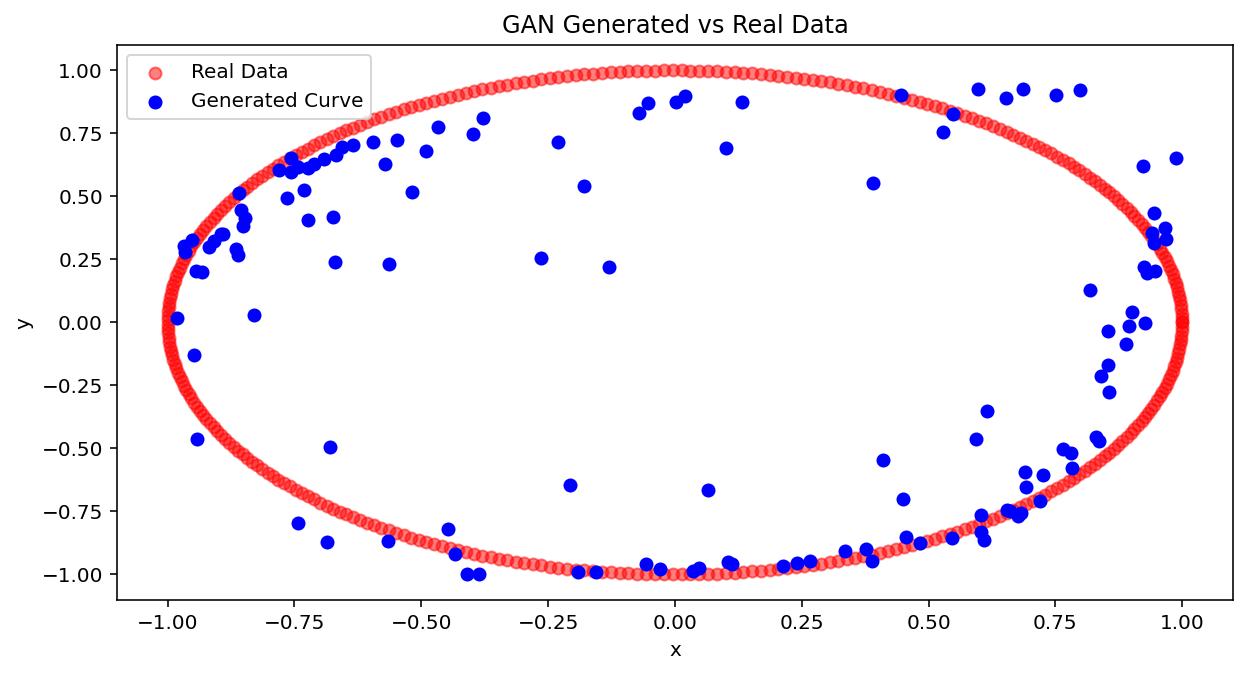 GAN Generated vs Real Data
Real Data
Generated Curve
1.00
0.75
0.50
0.25
0.00
−0.25
−0.50
−0.75
−1.00
y
−1.00 −0.75 −0.50 −0.25 0.00 0.25 0.50 0.75 1.00
x